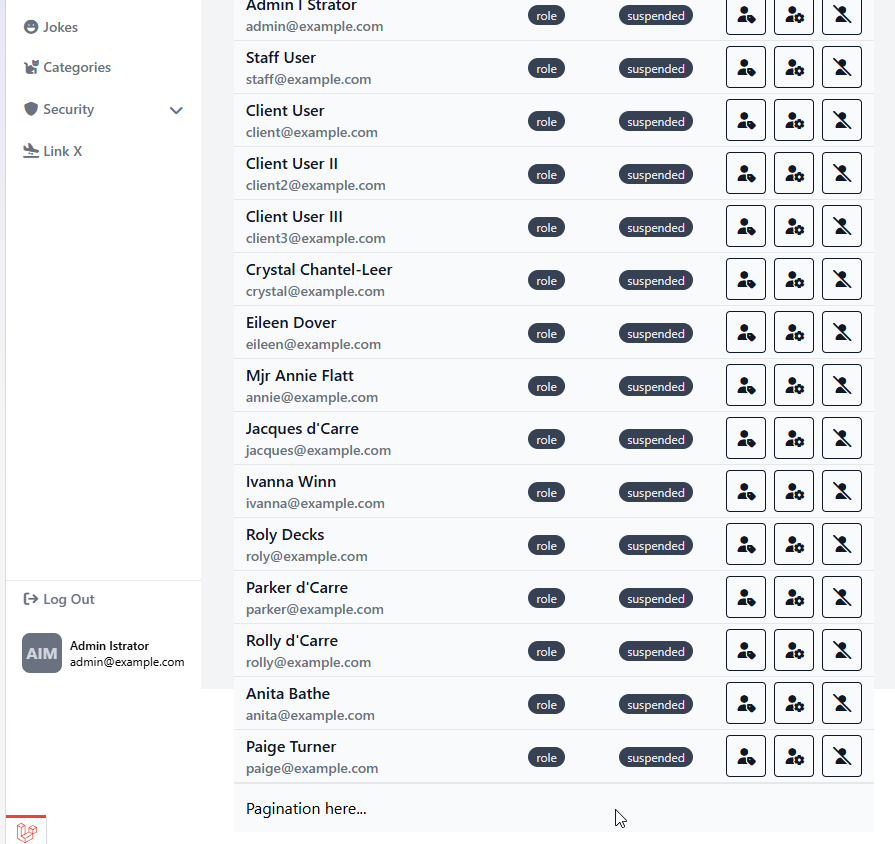 Jokes
Categories
Security
Link X
Log Out
AIM
Admin Istrator
admin@example.com
Admin I Strator
admin@example.com
role
suspended
Staff User
staff@example.com
role
suspended
Client User
client@example.com
role
suspended
Client User II
client2@example.com
role
suspended
Client User III
client3@example.com
role
suspended
Crystal Chantel-Leer
crystal@example.com
role
suspended
Eileen Dover
eileen@example.com
role
suspended
Mjr Annie Flatt
annie@example.com
role
suspended
Jacques d'Carre
jacques@example.com
role
suspended
Ivanna Winn
ivanna@example.com
role
suspended
Roly Decks
roly@example.com
role
suspended
Parker d'Carre
parker@example.com
role
suspended
Rolly d'Carre
rolly@example.com
role
suspended
Anita Bathe
anita@example.com
role
suspended
Paige Turner
paige@example.com
role
suspended
Pagination here...